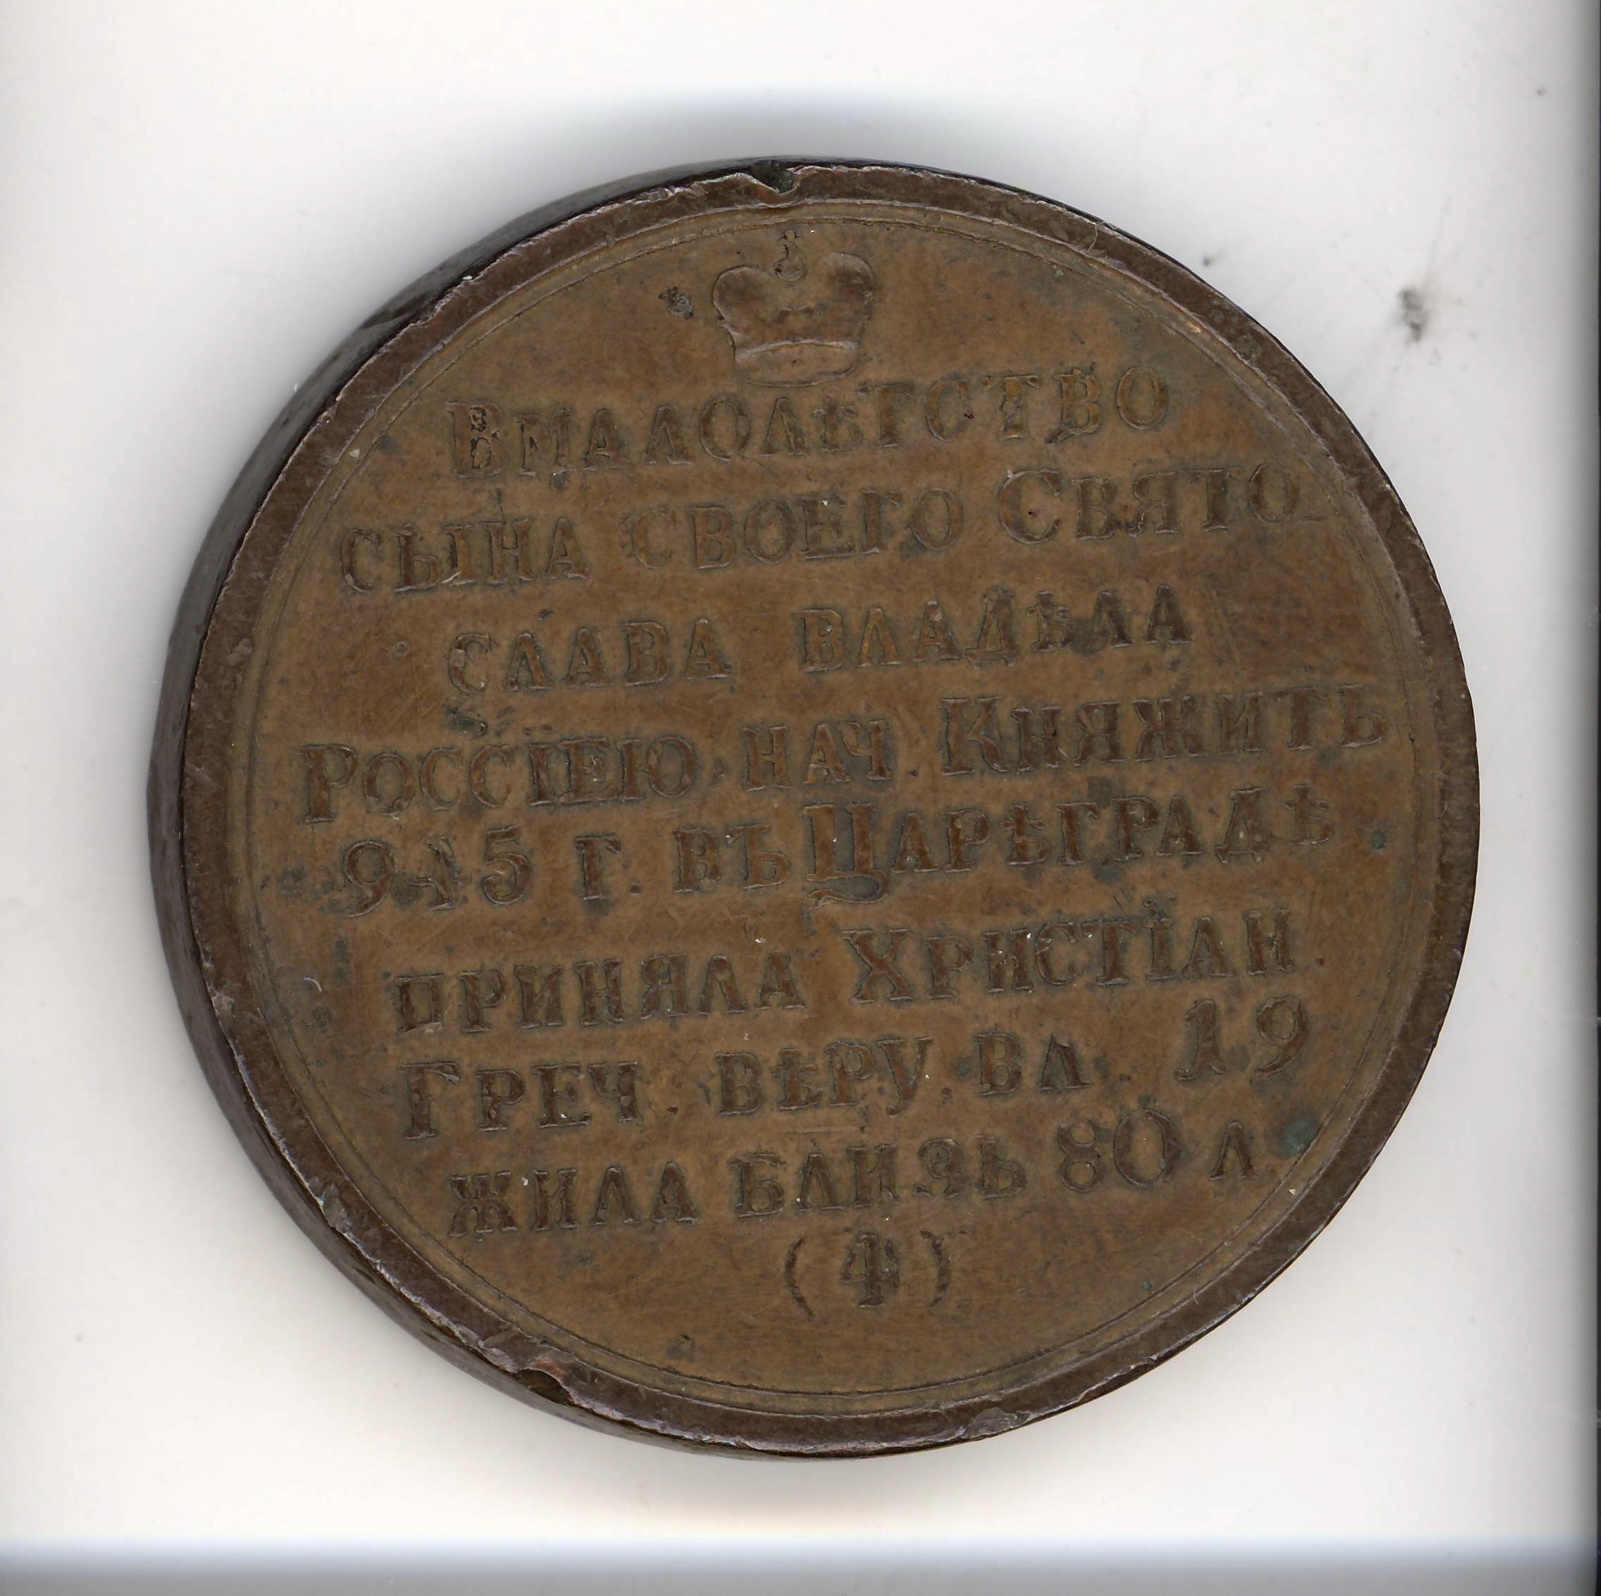 ВМАЛОЛѢТСТВО
СЫНА СВОЕГО СВЯТО
СЛАВА ВЛАДѢЛА
РОССІЕЮ НАЧ КНЯЖИТЬ
945 Г. ВЪ ЦАРѢГРАДѢ.
ПРИНЯЛА ХРИСТІАН.
ГРЕЧ. ВѢРУ. ВЛ. 19
ЖИЛА БЛИЗЬ 80 Л
(4)